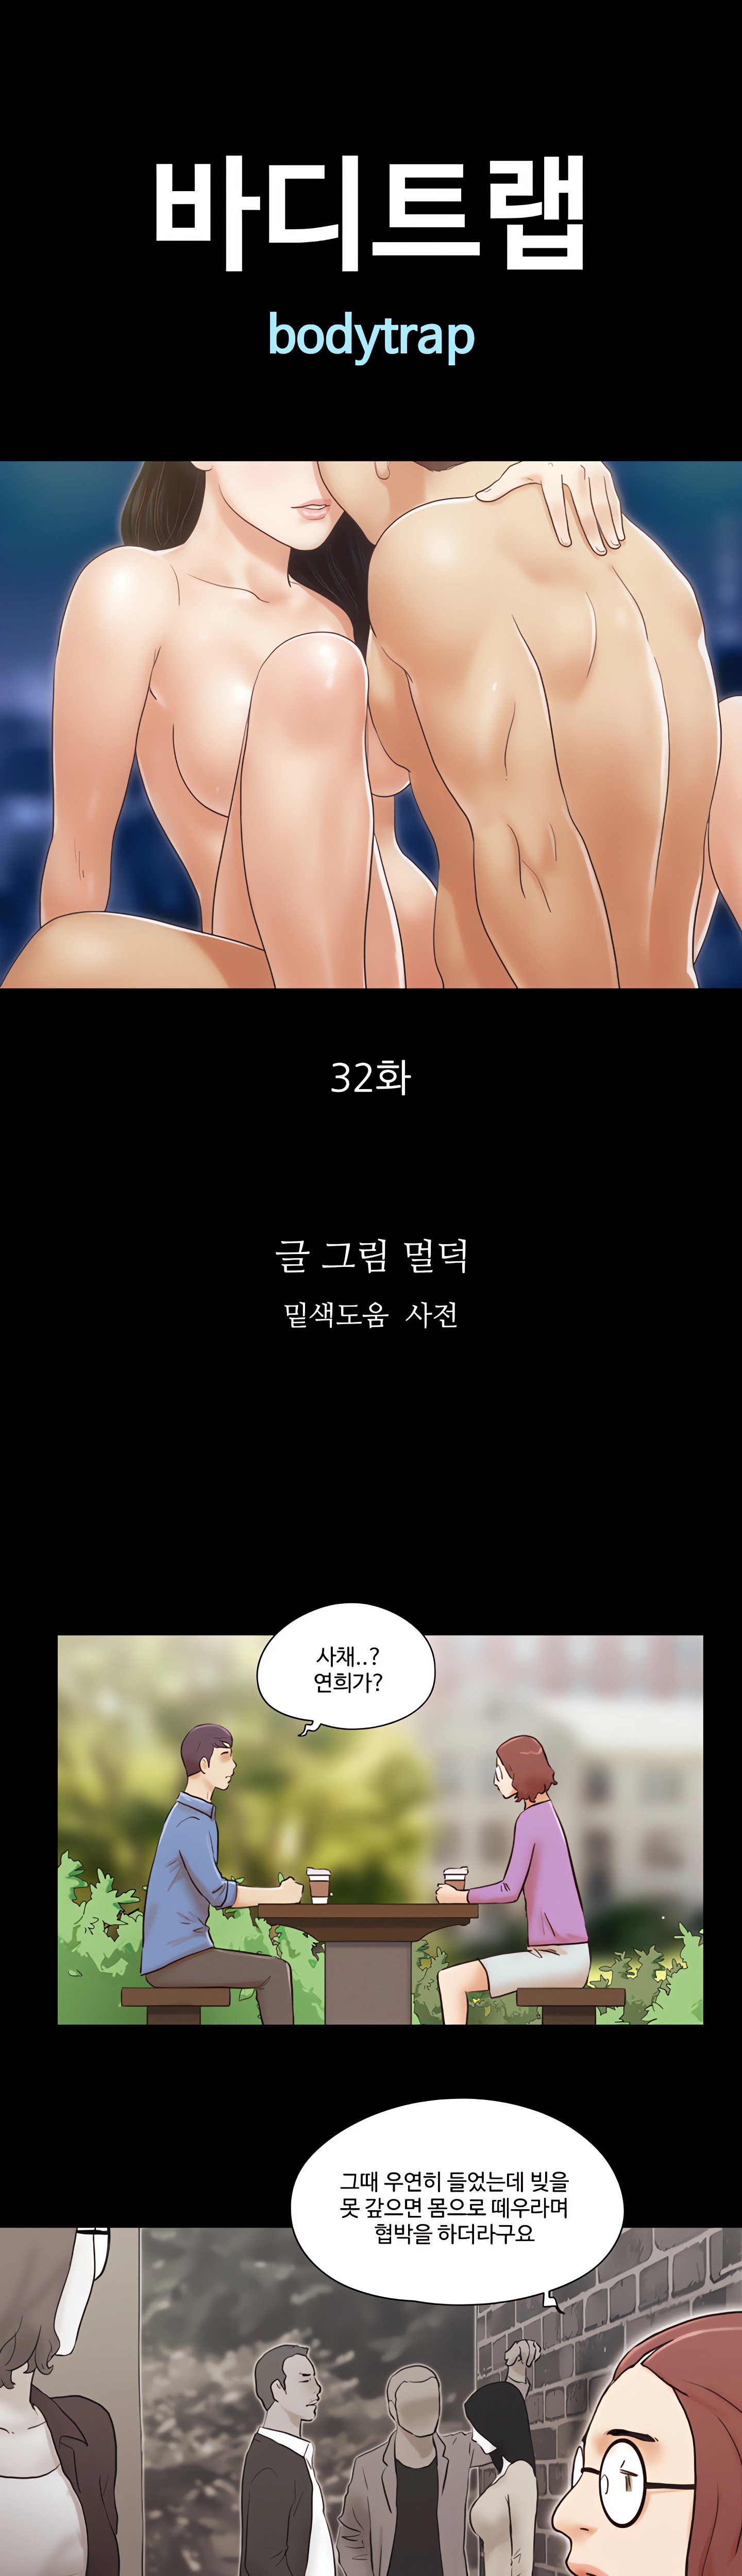 바디트랩
bodytrap
32화
글 그림 멀덕
밑색도움 사전
사채..?
연희가?
그때 우연히 들었는데 빚을
못 갚으면 몸으로 떼우라며
협박을 하더라구요